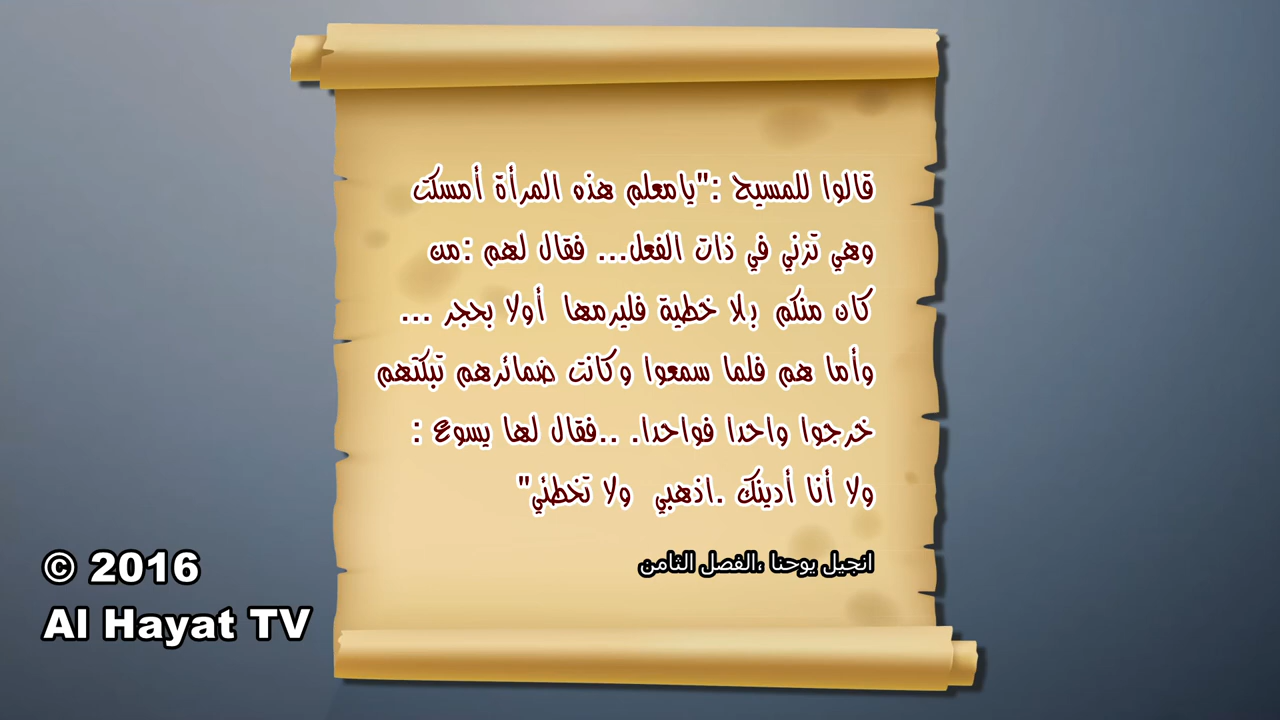 قالوا للمسيح :"يامعلم هذه المرأة أمسكت
وهي تزني في ذات الفعل... فقال لهم :من
كان منكم بلا خطية فليرمها أولا بحجر ...
وأما هم فلما سمعوا وكانت ضمائرهم تبكتهم
خرجوا واحدا فواحدا. ..فقال لها يسوع :
ولا أنا أدينك .اذهبي ولا تخطئي"
انجيل يوحنا ،الفصل الثامن
© 2016
Al Hayat TV